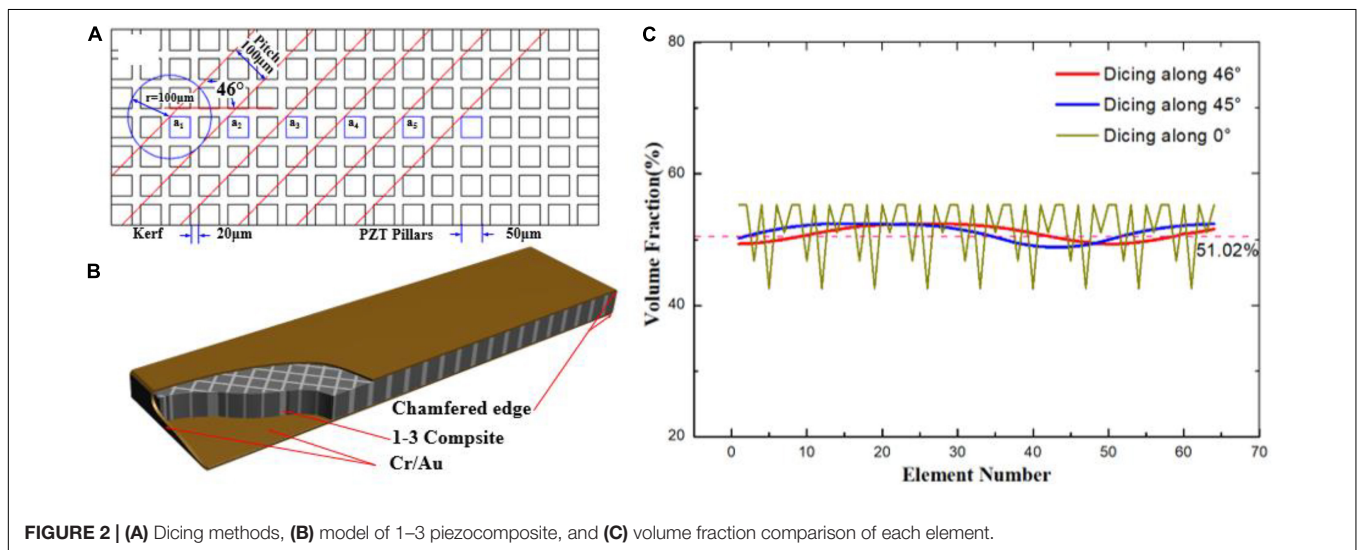 A
Pitch
100μm
46°
r=100μm
a1
a2
a3
a4
a5
Kerf
20μm
PZT Pillars
50μm
B
Chamfered edge
1-3 Compsite
Cr/Au
C
80
60
40
20
Volume Fraction(%)
Dicing along 46°
Dicing along 45°
Dicing along 0°
51.02%
0
10
20
30
40
50
60
70
Element Number
FIGURE 2 | (A) Dicing methods, (B) model of 1–3 piezocomposite, and (C) volume fraction comparison of each element.